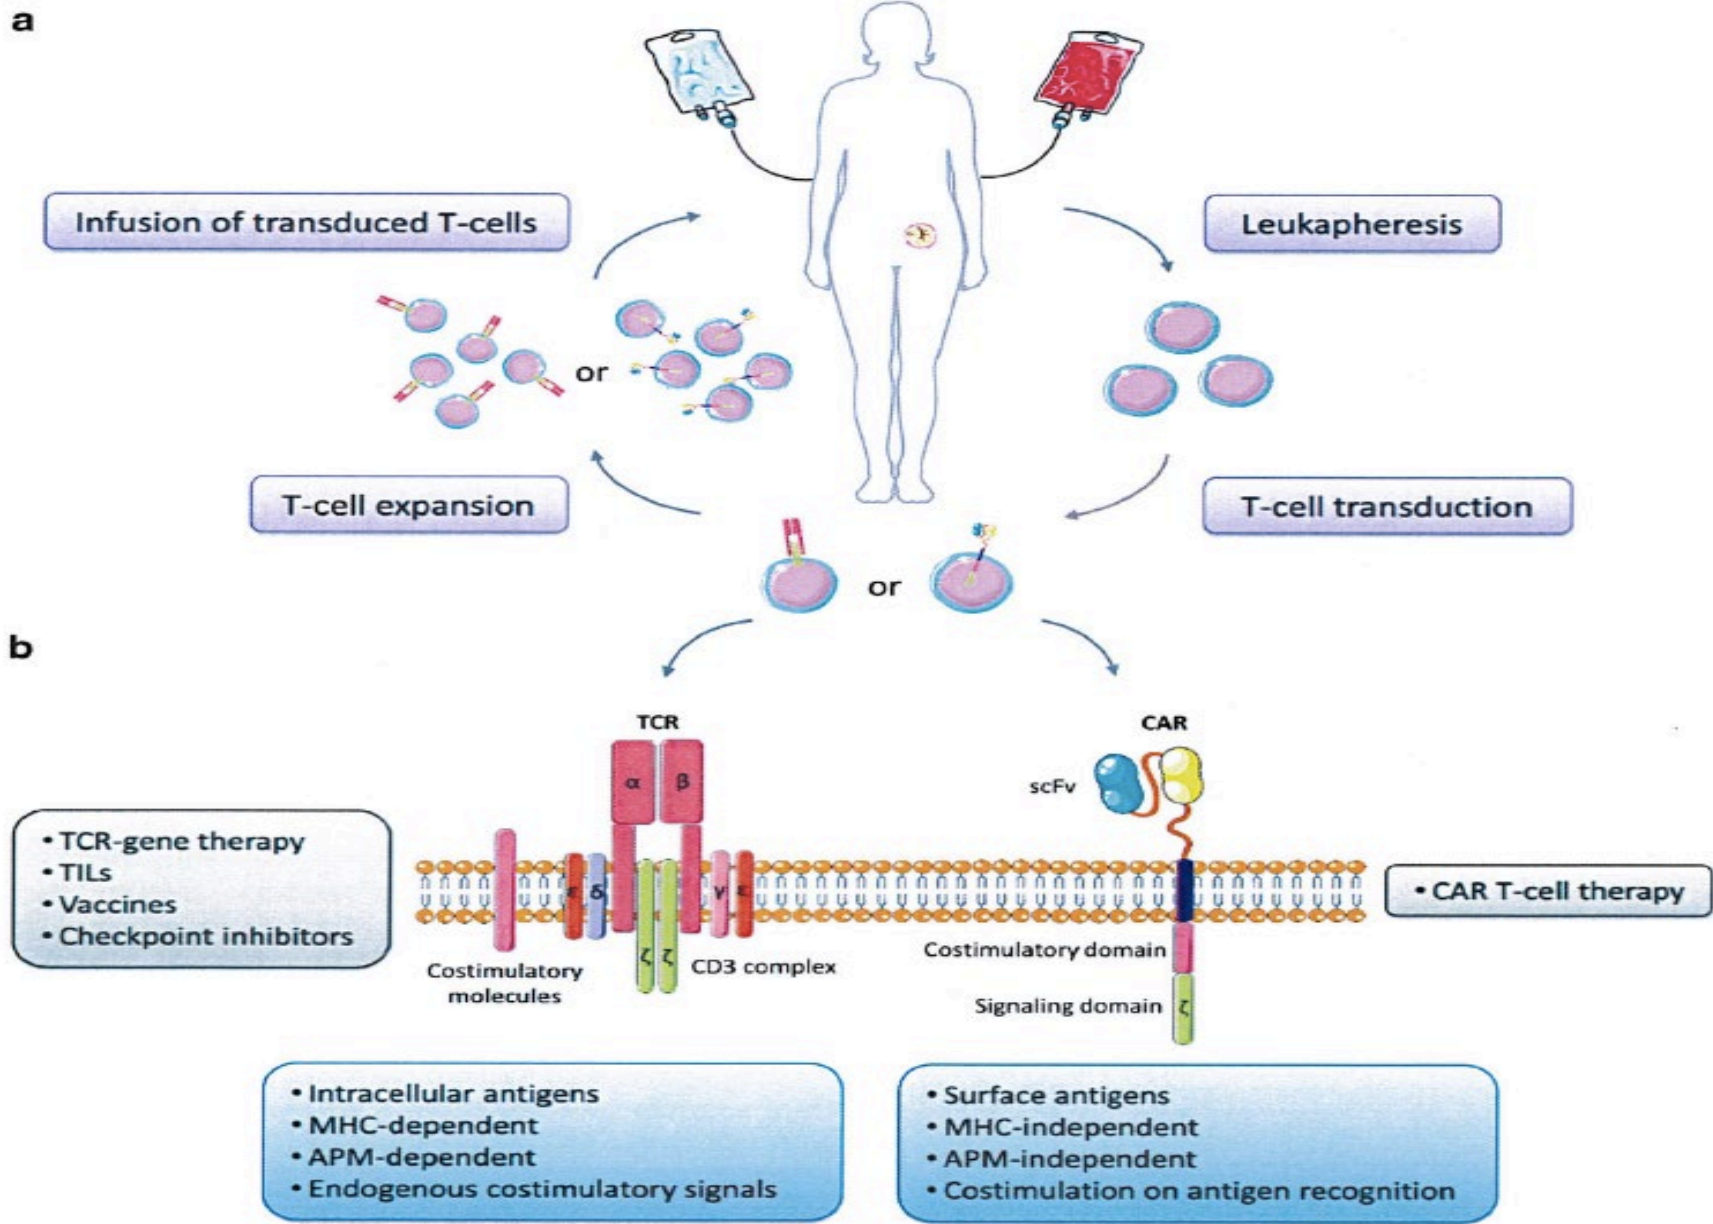 a
Infusion of transduced T-cells
Leukapheresis
or
T-cell expansion
T-cell transduction
or
b
TCR
CAR
α
β
scFv
• TCR-gene therapy
• TILs
• Vaccines
• Checkpoint inhibitors
ε
δ
γ
ε
• CAR T-cell therapy
ζ
ζ
Costimulatory
molecules
CD3 complex
Costimulatory domain
Signaling domain
ζ
• Intracellular antigens
• MHC-dependent
• APM-dependent
• Endogenous costimulatory signals
• Surface antigens
• MHC-independent
• APM-independent
• Costimulation on antigen recognition